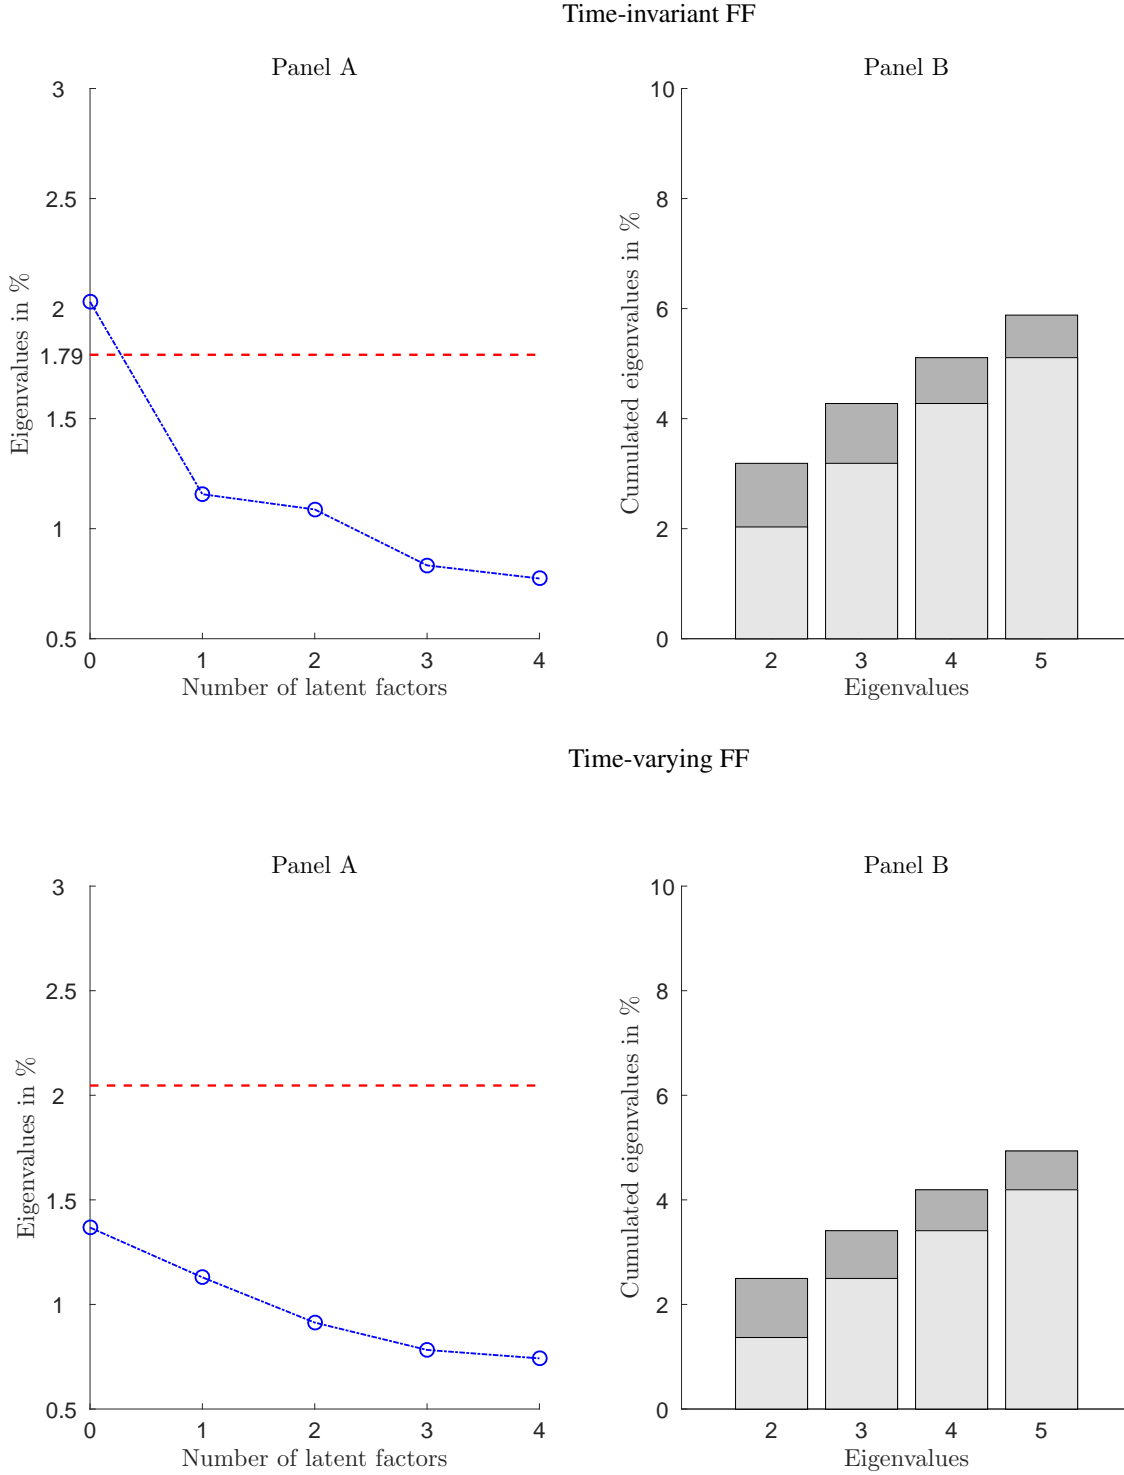 Time-invariant FF
Panel A
3
2.5
2
1.79
1.5
1
0.5
0 1 2 3 4
Number of latent factors
Eigenvalues in %
Panel B
10
8
6
4
2
0
2 3 4 5
Eigenvalues
Cumulated eigenvalues in %
Time-varying FF
Panel A
3
2.5
2
1.5
1
0.5
0 1 2 3 4
Number of latent factors
Eigenvalues in %
Panel B
10
8
6
4
2
0
2 3 4 5
Eigenvalues
Cumulated eigenvalues in %